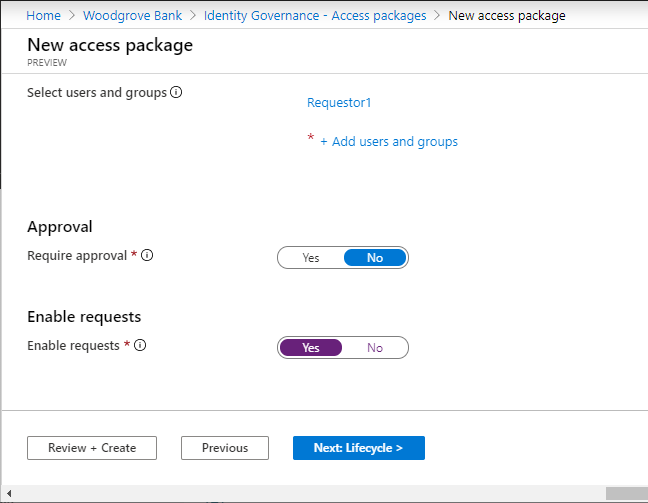 Home > Woodgrove Bank > Identity Governance - Access packages > New access package
New access package
PREVIEW
Select users and groups
Requestor1
* + Add users and groups
Approval
Require approval *
Yes No
Enable requests
Enable requests *
Yes No
Review + Create Previous Next: Lifecycle >